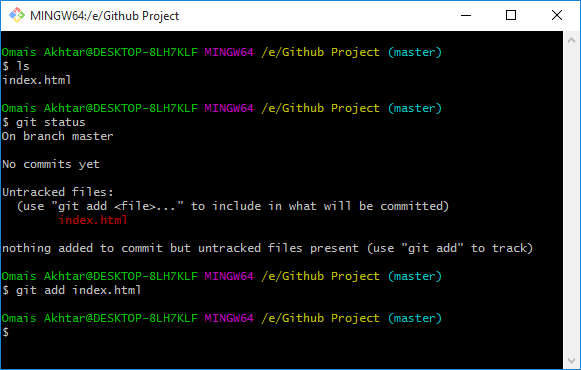 MINGW64:/e/Github Project
Omais Akhtar@DESKTOP-8LH7KLF MINGW64 /e/Github Project (master)
$ ls
index.html
Omais Akhtar@DESKTOP-8LH7KLF MINGW64 /e/Github Project (master)
$ git status
On branch master
No commits yet
Untracked files:
  (use "git add <file>..." to include in what will be committed)
        index.html
nothing added to commit but untracked files present (use "git add" to track)
Omais Akhtar@DESKTOP-8LH7KLF MINGW64 /e/Github Project (master)
$ git add index.html
Omais Akhtar@DESKTOP-8LH7KLF MINGW64 /e/Github Project (master)
$